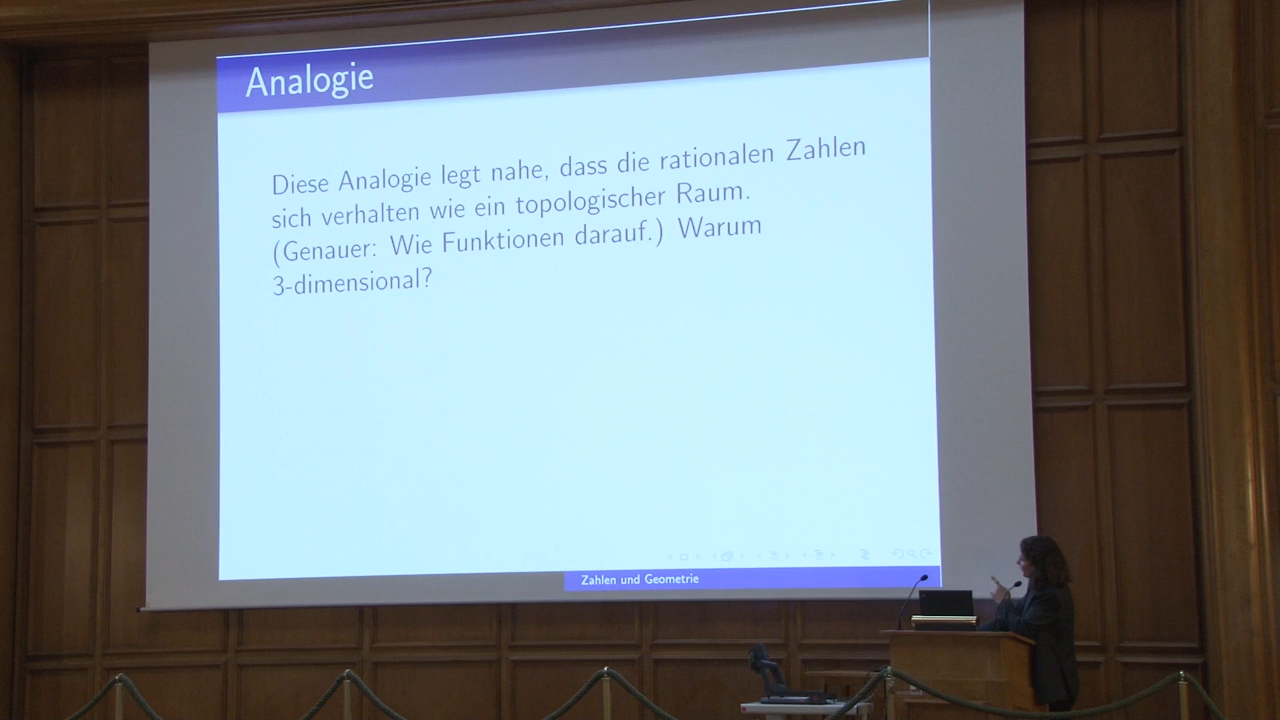 Analogie
Diese Analogie legt nahe, dass die rationalen Zahlen
sich verhalten wie ein topologischer Raum.
(Genauer: Wie Funktionen darauf.) Warum
3-dimensional?
Zahlen und Geometrie